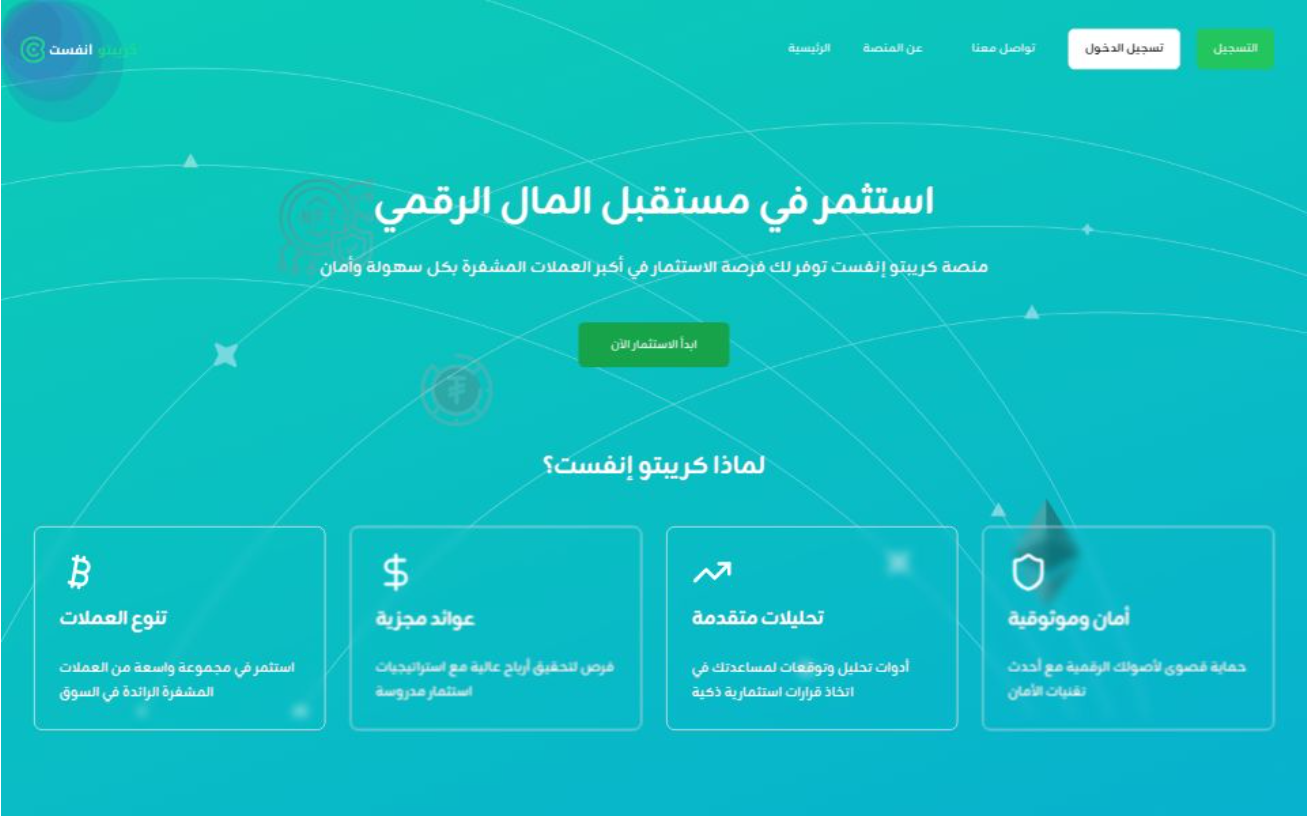 كريبتو انفست
الرئيسية
عن المنصة
تواصل معنا
تسجيل الدخول
التسجيل
استثمر في مستقبل المال الرقمي
منصة كريبتو إنفست توفر لك فرصة الاستثمار في أكبر العملات المشفرة بكل سهولة وأمان
ابدأ الاستثمار الآن
لماذا كريبتو إنفست؟
أمان وموثوقية
حماية قصوى لأصولك الرقمية مع أحدث
تقنيات الأمان
تحليلات متقدمة
أدوات تحليل وتوقعات لمساعدتك في
اتخاذ قرارات استثمارية ذكية
عوائد مجزية
فرص لتحقيق أرباح عالية مع استراتيجيات
استثمار مدروسة
تنوع العملات
استثمر في مجموعة واسعة من العملات
المشفرة الرائدة في السوق